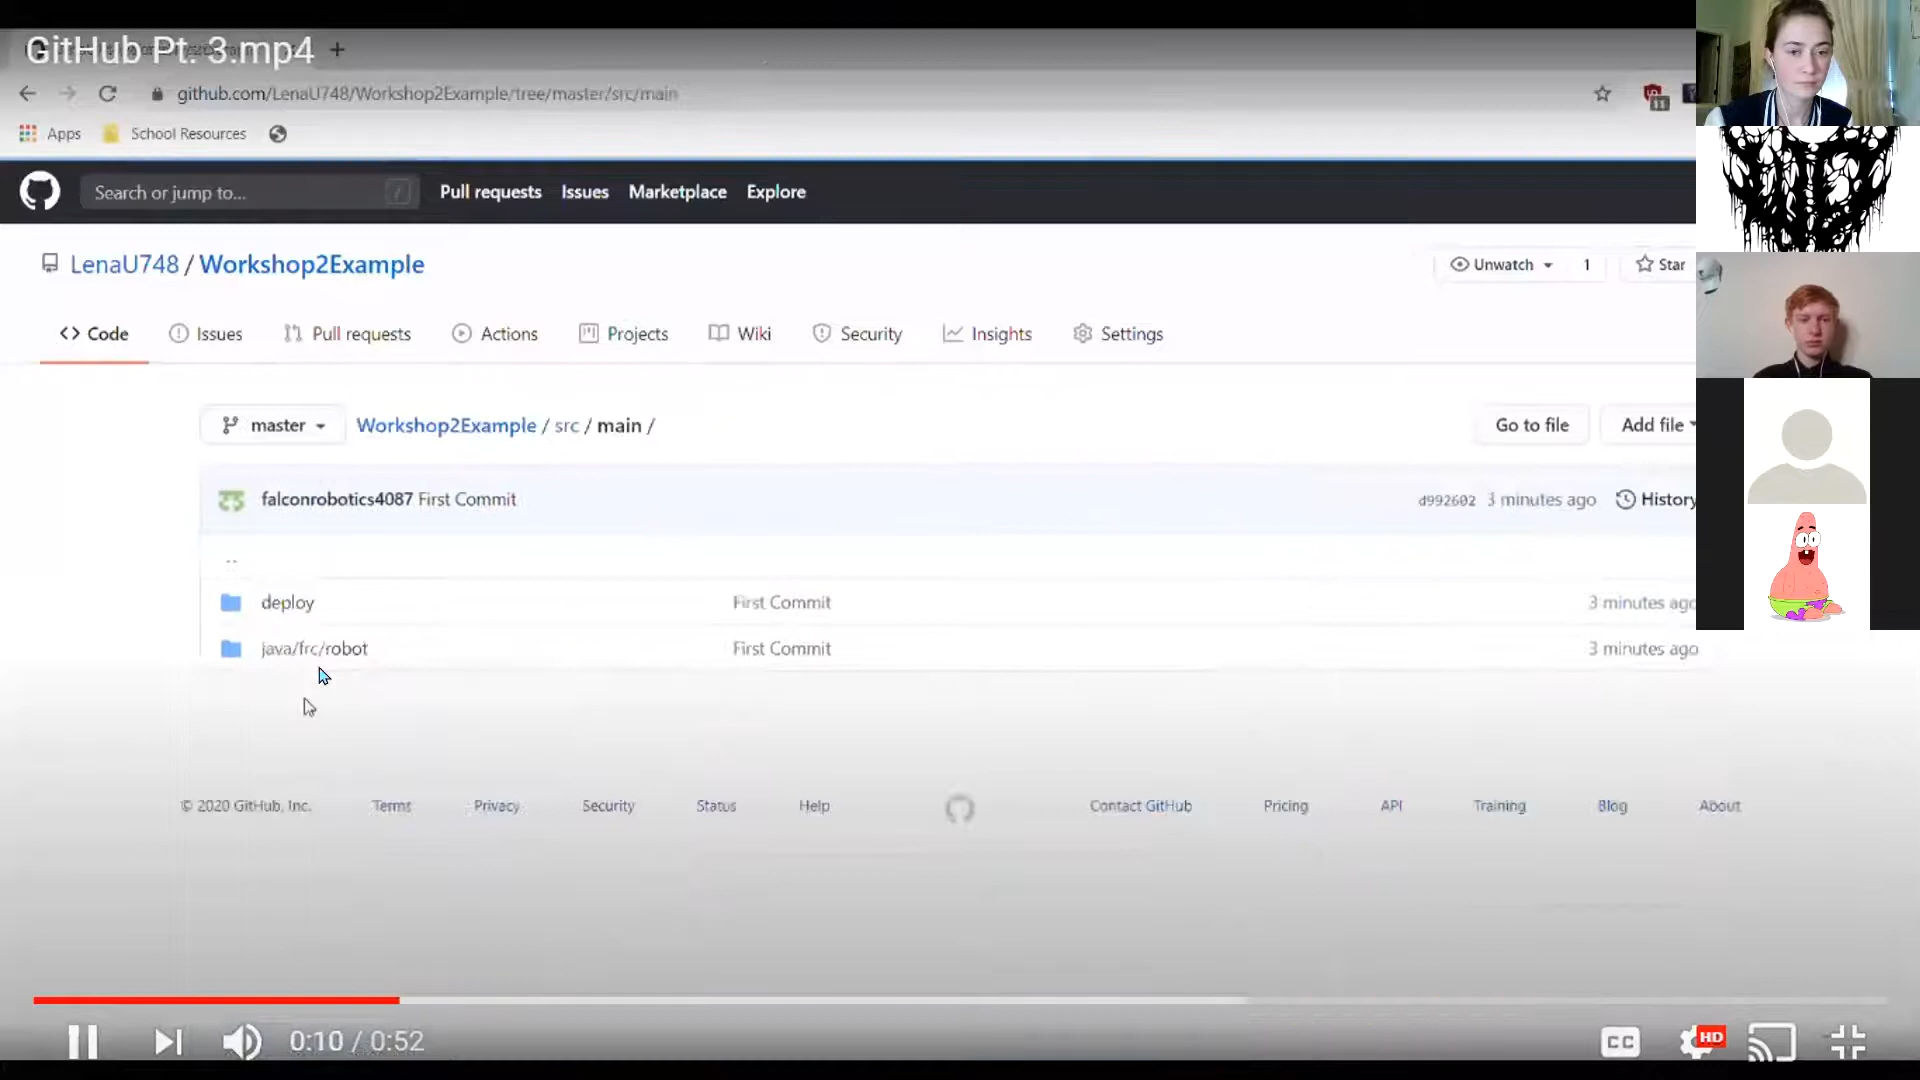 GitHub Pt. 3.mp4 +
github.com/LenaU748/Workshop2Example/tree/master/src/main
11
Apps School Resources
Search or jump to... / Pull requests Issues Marketplace Explore
LenaU748 / Workshop2Example
Unwatch 1 Star
Code Issues Pull requests Actions Projects Wiki Security Insights Settings
master Workshop2Example / src / main /
Go to file Add file
falconrobotics4087 First Commit d992602 3 minutes ago History
..
deploy First Commit 3 minutes ago
java/frc/robot First Commit 3 minutes ago
© 2020 GitHub, Inc. Terms Privacy Security Status Help Contact GitHub Pricing API Training Blog About
0:10 / 0:52
CC HD